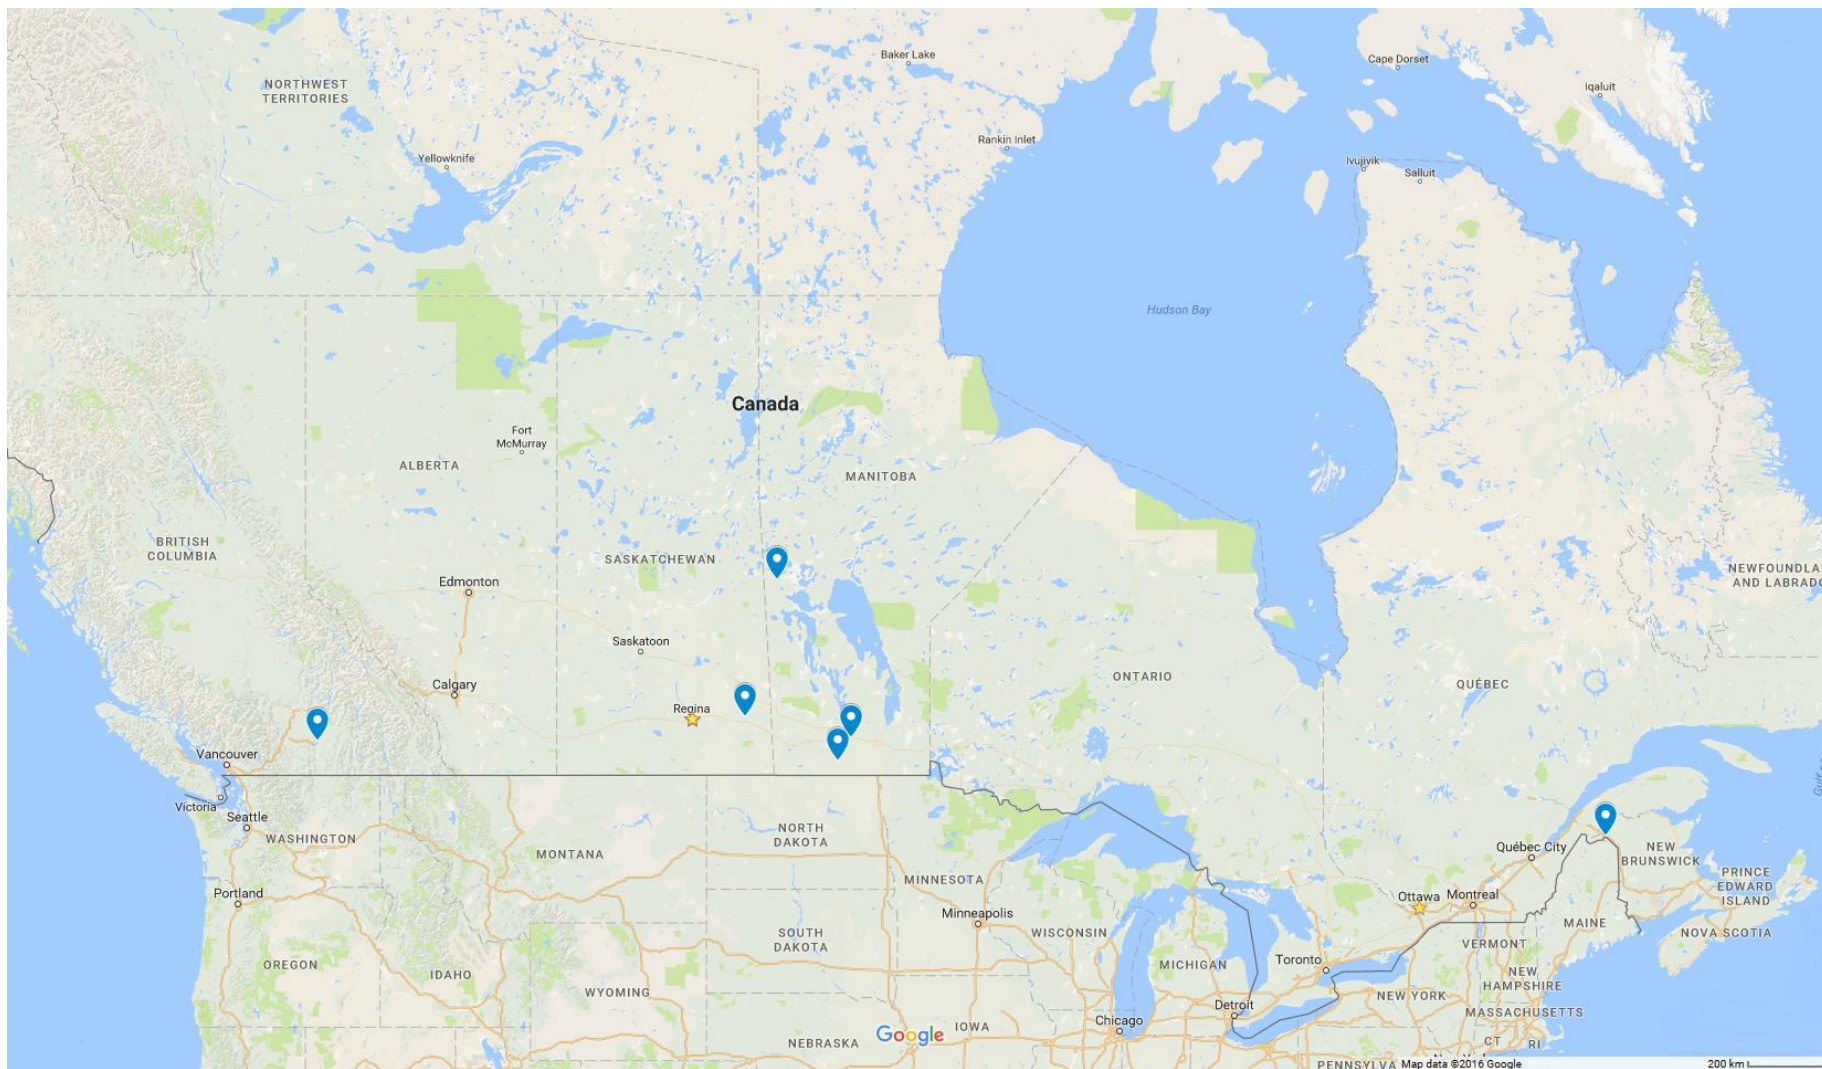 Baker Lake
Cape Dorset
NORTHWEST
TERRITORIES
Iqaluit
Rankin Inlet
Yellowknife
Ivujivik
Salluit
Hudson Bay
Canada
Fort
McMurray
ALBERTA
MANITOBA
BRITISH
COLUMBIA
SASKATCHEWAN
NEWFOUNDLA
AND LABRADO
Edmonton
Saskatoon
ONTARIO
QUÉBEC
Calgary
Regina
Vancouver
Victoria
Seattle
WASHINGTON
NORTH
DAKOTA
MONTANA
Québec City
NEW
BRUNSWICK
PRINCE
EDWARD
ISLAND
MINNESOTA
Portland
Ottawa
Montreal
Minneapolis
MAINE
SOUTH
DAKOTA
WISCONSIN
NOVA SCOTIA
VERMONT
OREGON
IDAHO
MICHIGAN
Toronto
NEW
HAMPSHIRE
WYOMING
NEW YORK
Detroit
MASSACHUSETTS
Chicago
IOWA
Google
NEBRASKA
CT
RI
PENNSYLVA
Map data ©2016 Google
200 km